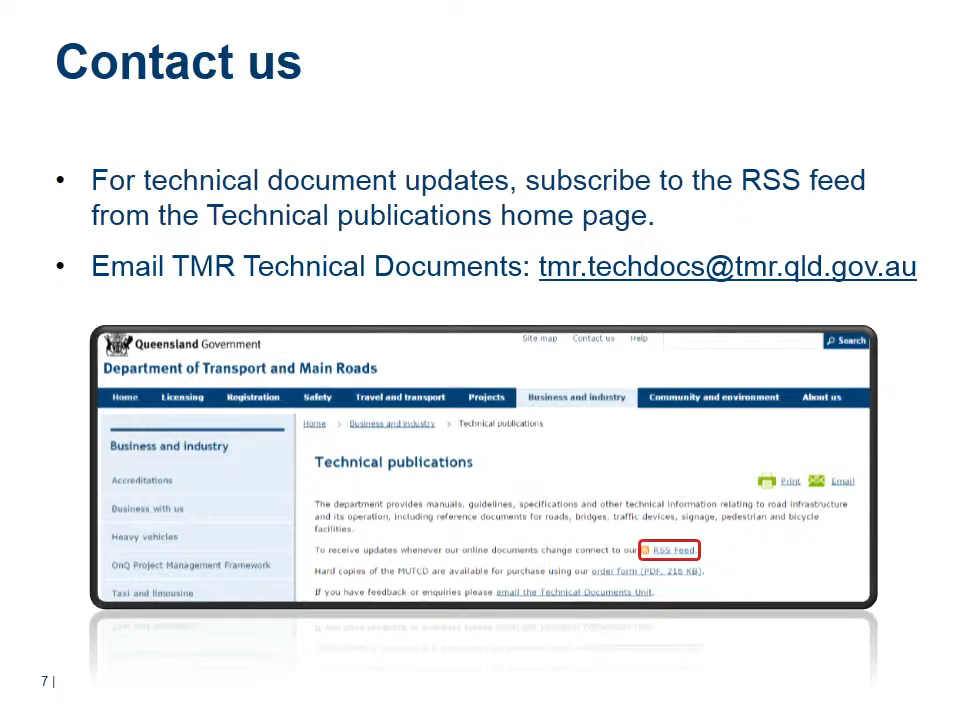 Contact us
• For technical document updates, subscribe to the RSS feed
from the Technical publications home page.
• Email TMR Technical Documents: tmr.techdocs@tmr.qld.gov.au
Queensland Government
Site map Contact us Help
Search
Department of Transport and Main Roads
Home Licensing Registration Safety Travel and transport Projects Business and industry Community and environment About us
Home > Business and industry > Technical publications
Business and industry
Technical publications
Accreditations
Print Email
Business with us
The department provides manuals, guidelines, specifications and other technical information relating to road infrastructure
and its operation, including reference documents for roads, bridges, traffic devices, signage, pedestrian and bicycle
facilities.
Heavy vehicles
To receive updates whenever our online documents change connect to our RSS Feed.
OnQ Project Management Framework
Hard copies of the MUTCD are available for purchase using our order form (PDF, 216 KB).
Taxi and limousine
If you have feedback or enquiries please email the Technical Documents Unit.
7 |